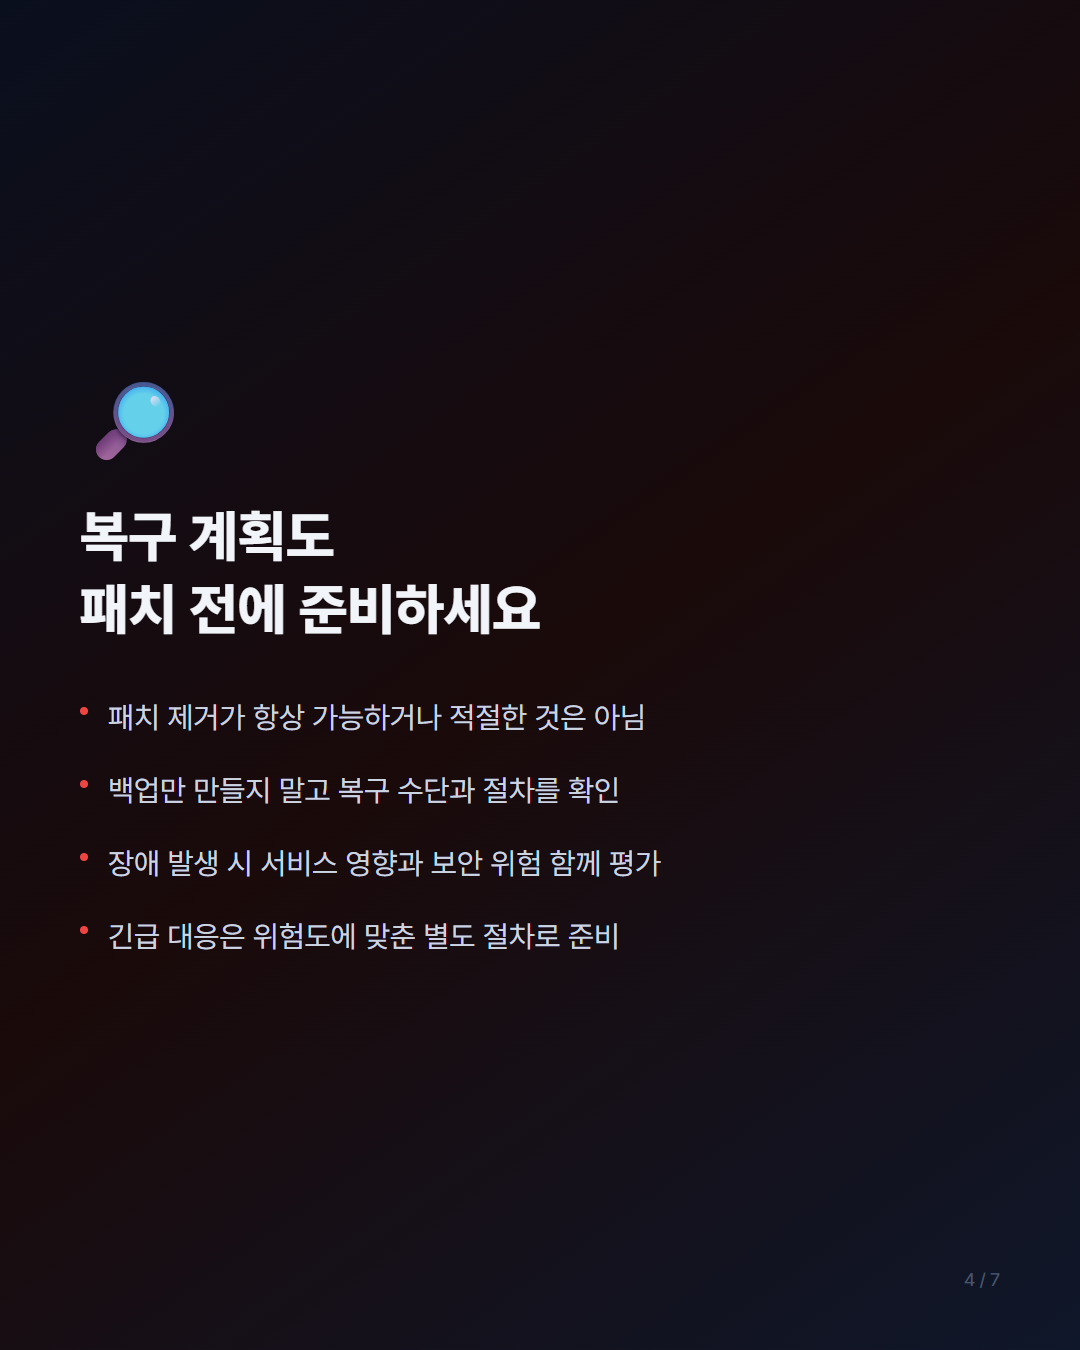 복구 계획도
패치 전에 준비하세요
• 패치 제거가 항상 가능하거나 적절한 것은 아님
• 백업만 만들지 말고 복구 수단과 절차를 확인
• 장애 발생 시 서비스 영향과 보안 위험 함께 평가
• 긴급 대응은 위험도에 맞춘 별도 절차로 준비
4 / 7